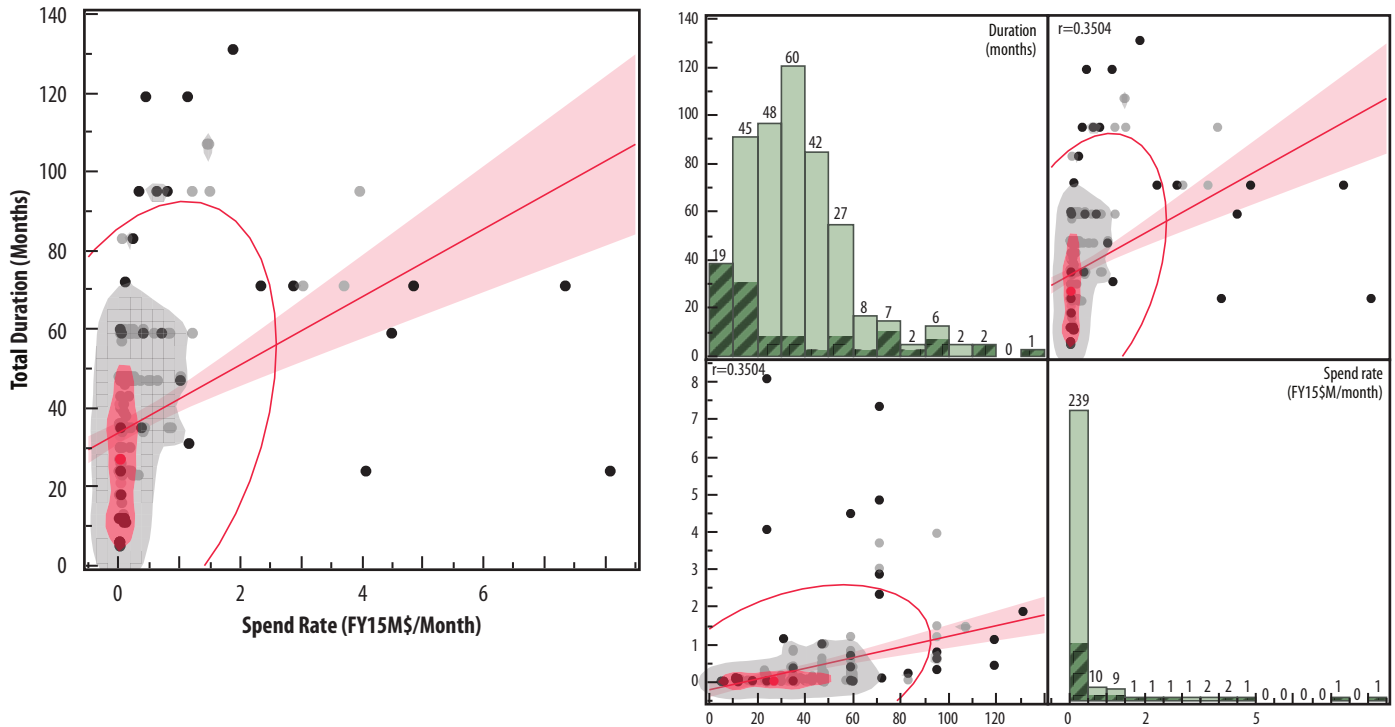 140
120
100
80
60
40
20
0
Total Duration (Months)
0 2 4 6
Spend Rate (FY15M$/Month)
140
120
100
80
60
40
20
0
Duration
(months)
19 45 48 60 42 27 8 7 2 6 2 2 0 1
r=0.3504
r=0.3504
8
7
6
5
4
3
2
1
0
0 20 40 60 80 100 120
Spend rate
(FY15$M/month)
239 10 9 1 1 1 1 2 2 1 0 0 0 0 1 0 1
0 2 5